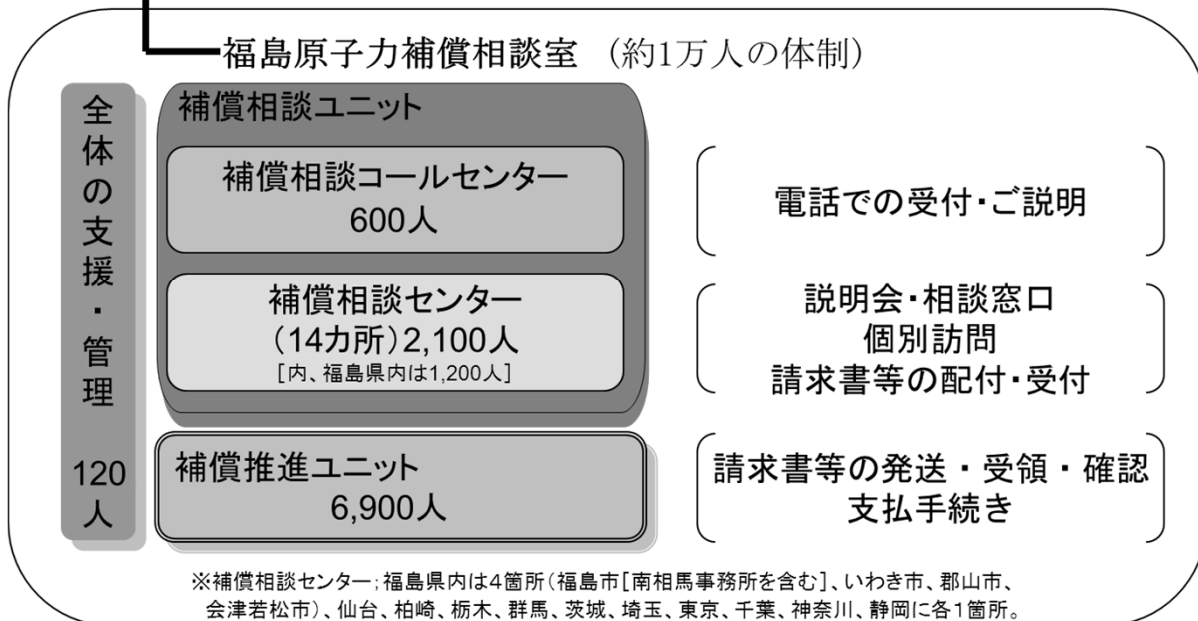 福島原子力補償相談室 (約1万人の体制)
全体の支援・管理
120人
補償相談ユニット
補償相談コールセンター
600人
電話での受付・ご説明
補償相談センター
(14カ所)2,100人
[内、福島県内は1,200人]
説明会・相談窓口
個別訪問
請求書等の配付・受付
補償推進ユニット
6,900人
請求書等の発送・受領・確認
支払手続き
※補償相談センター;福島県内は4箇所(福島市[南相馬事務所を含む]、いわき市、郡山市、
会津若松市)、仙台、柏崎、栃木、群馬、茨城、埼玉、東京、千葉、神奈川、静岡に各1箇所。